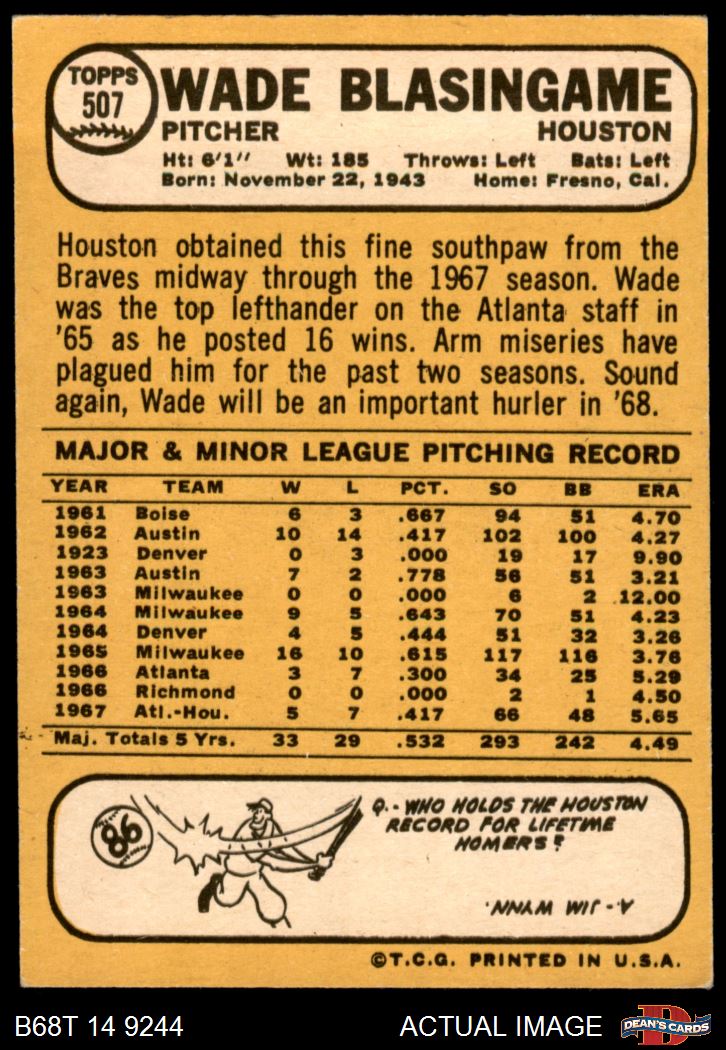 TOPPS
507
WADE BLASINGAME
PITCHER HOUSTON
Ht: 6'1" Wt: 185 Throws: Left Bats: Left
Born: November 22, 1943 Home: Fresno, Cal.
Houston obtained this fine southpaw from the
Braves midway through the 1967 season. Wade
was the top lefthander on the Atlanta staff in
'65 as he posted 16 wins. Arm miseries have
plagued him for the past two seasons. Sound
again, Wade will be an important hurler in '68.
MAJOR & MINOR LEAGUE PITCHING RECORD
YEAR TEAM W L PCT. SO BB ERA
1961 Boise 6 3 .667 94 51 4.70
1962 Austin 10 14 .417 102 100 4.27
1923 Denver 0 3 .000 19 17 9.90
1963 Austin 7 2 .778 56 51 3.21
1963 Milwaukee 0 0 .000 6 2 12.00
1964 Milwaukee 9 5 .643 70 51 4.23
1964 Denver 4 5 .444 51 32 3.26
1965 Milwaukee 16 10 .615 117 116 3.76
1966 Atlanta 3 7 .300 34 25 5.29
1966 Richmond 0 0 .000 2 1 4.50
1967 Atl.-Hou. 5 7 .417 66 48 5.65
Maj. Totals 5 Yrs. 33 29 .532 293 242 4.49
Q.- WHO HOLDS THE HOUSTON
RECORD FOR LIFETIME
HOMERS?
A.- JIM WYNN.
©T.C.G. PRINTED IN U.S.A.
B68T 14 9244 ACTUAL IMAGE
D
DEAN'S CARDS